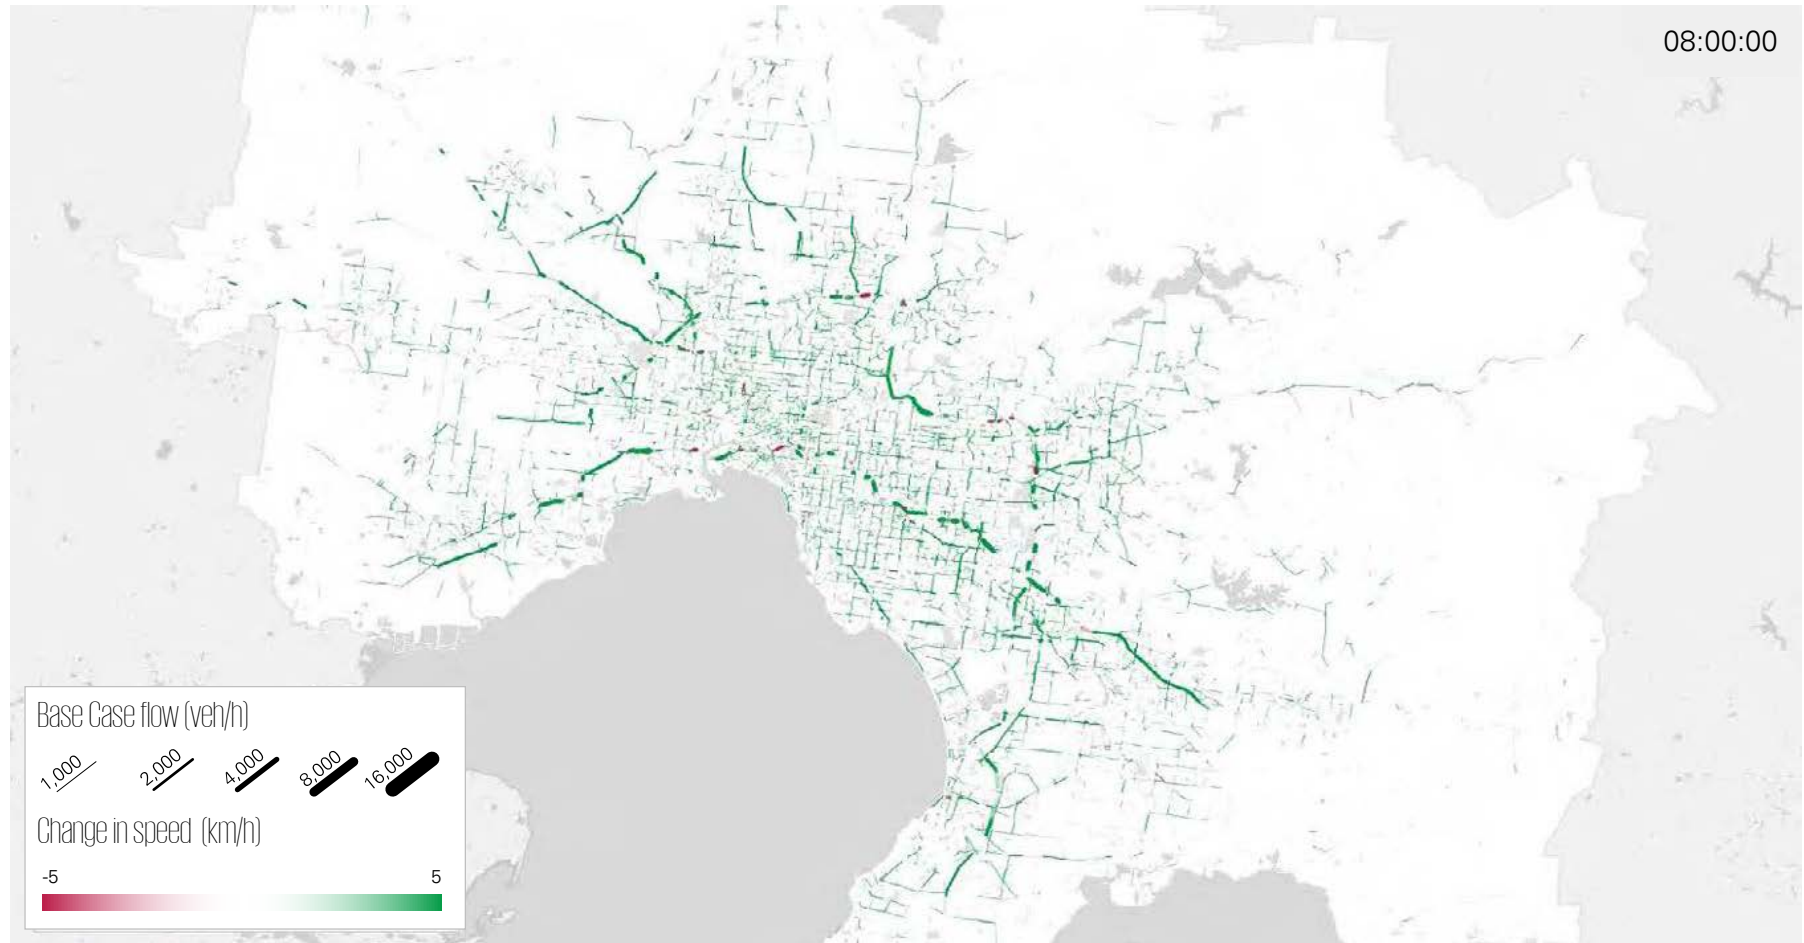 08:00:00
Base Case flow (veh/h)
1,000 2,000 4,000 8,000 16,000
Change in speed (km/h)
-5 5